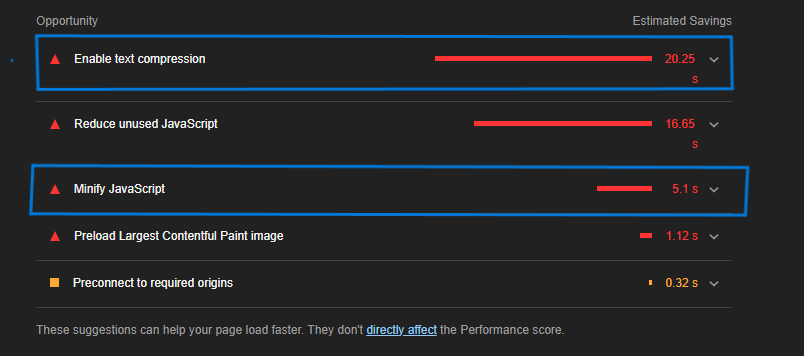 Opportunity Estimated Savings
Enable text compression 20.25
s
Reduce unused JavaScript 16.65
s
Minify JavaScript 5.1 s
Preload Largest Contentful Paint image 1.12 s
Preconnect to required origins 0.32 s
These suggestions can help your page load faster. They don't directly affect the Performance score.